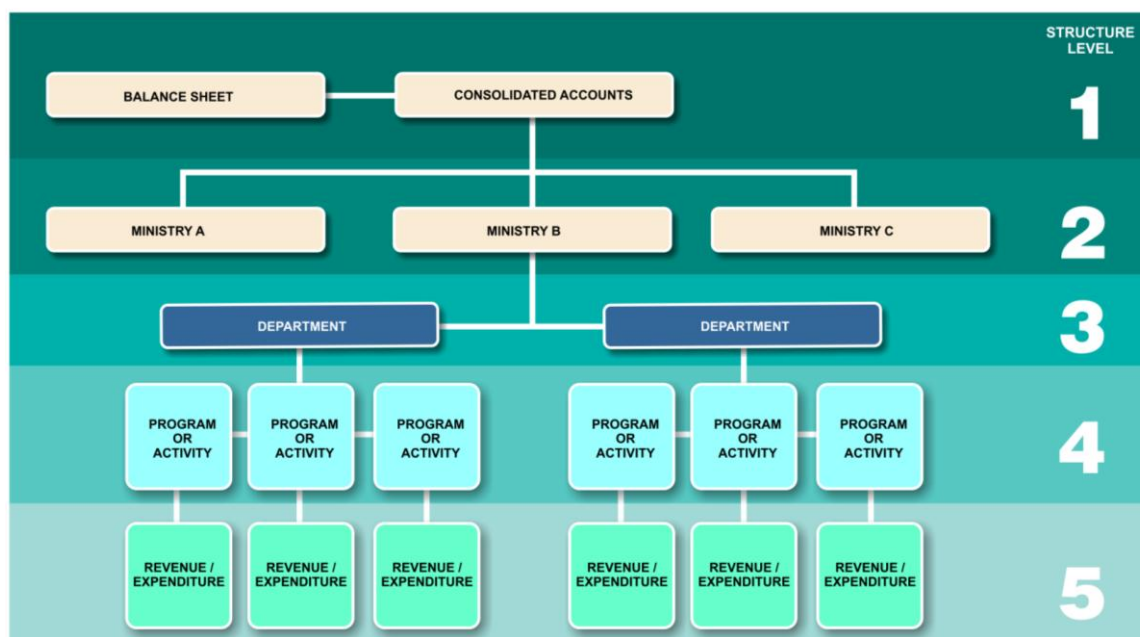 STRUCTURE
LEVEL
BALANCE SHEET
CONSOLIDATED ACCOUNTS
1
MINISTRY A
MINISTRY B
MINISTRY C
2
DEPARTMENT
DEPARTMENT
3
PROGRAM
OR
ACTIVITY
PROGRAM
OR
ACTIVITY
PROGRAM
OR
ACTIVITY
PROGRAM
OR
ACTIVITY
PROGRAM
OR
ACTIVITY
PROGRAM
OR
ACTIVITY
4
REVENUE /
EXPENDITURE
REVENUE /
EXPENDITURE
REVENUE /
EXPENDITURE
REVENUE /
EXPENDITURE
REVENUE /
EXPENDITURE
REVENUE /
EXPENDITURE
5